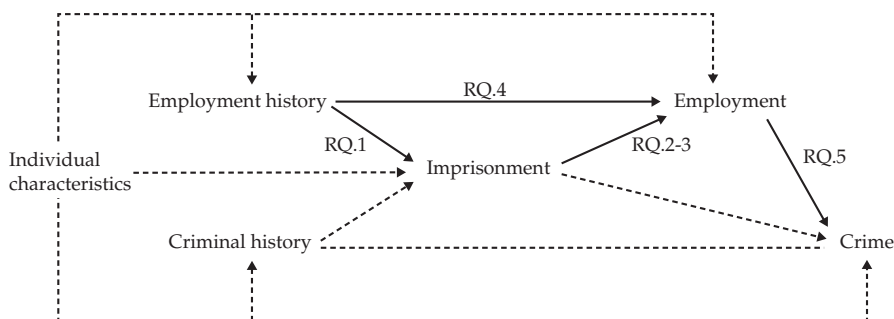 RQ.4
Employment history
Employment
RQ.1
RQ.2-3
RQ.5
Individual
characteristics
Imprisonment
Criminal history
Crime